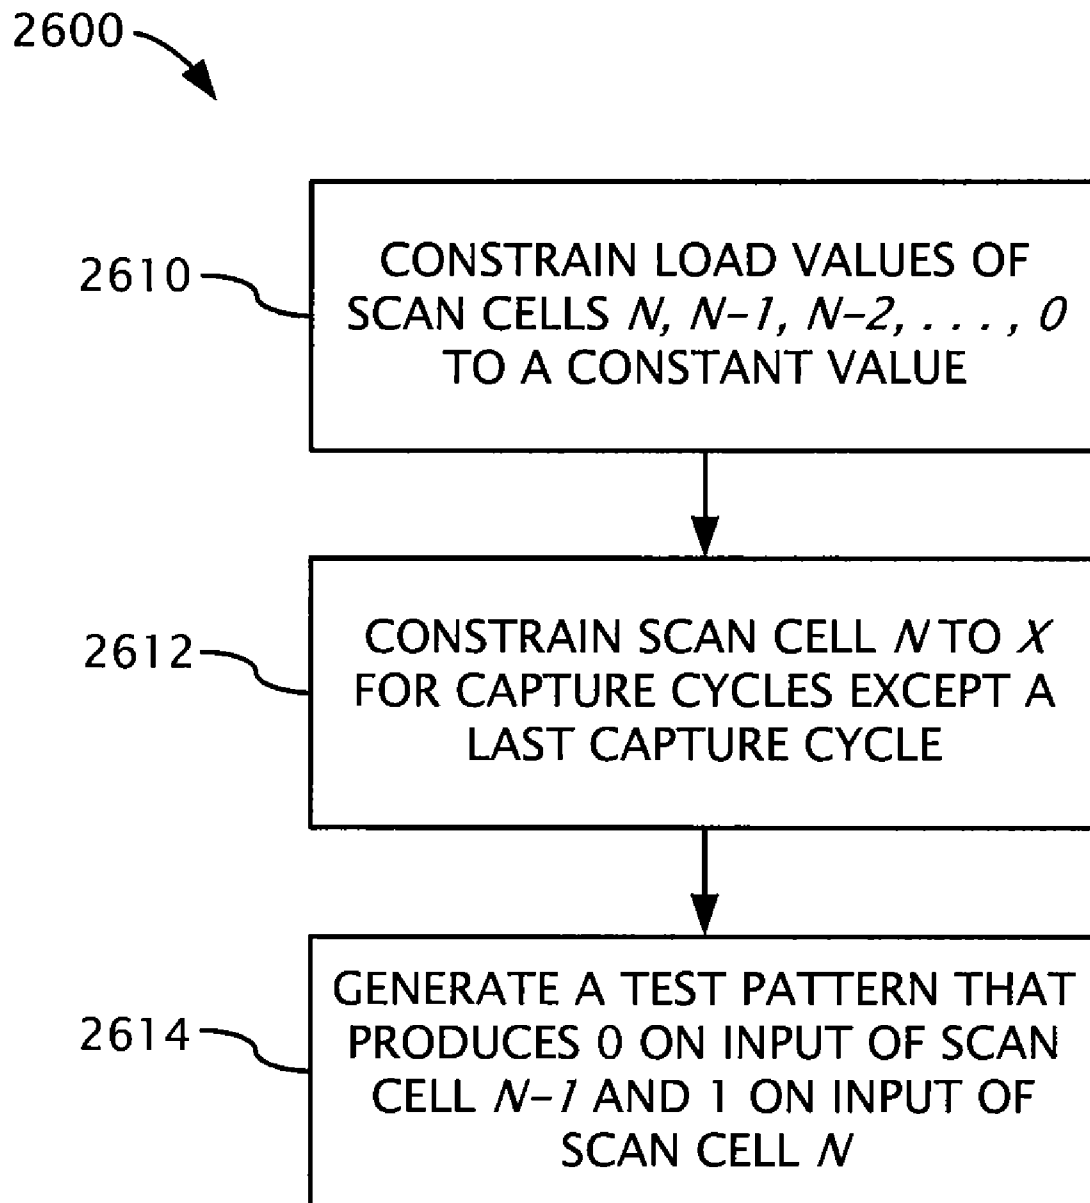 2600
2610
CONSTRAIN LOAD VALUES OF
SCAN CELLS N, N-1, N-2, . . . , 0
TO A CONSTANT VALUE
2612
CONSTRAIN SCAN CELL N TO X
FOR CAPTURE CYCLES EXCEPT A
LAST CAPTURE CYCLE
2614
GENERATE A TEST PATTERN THAT
PRODUCES 0 ON INPUT OF SCAN
CELL N-1 AND 1 ON INPUT OF
SCAN CELL N